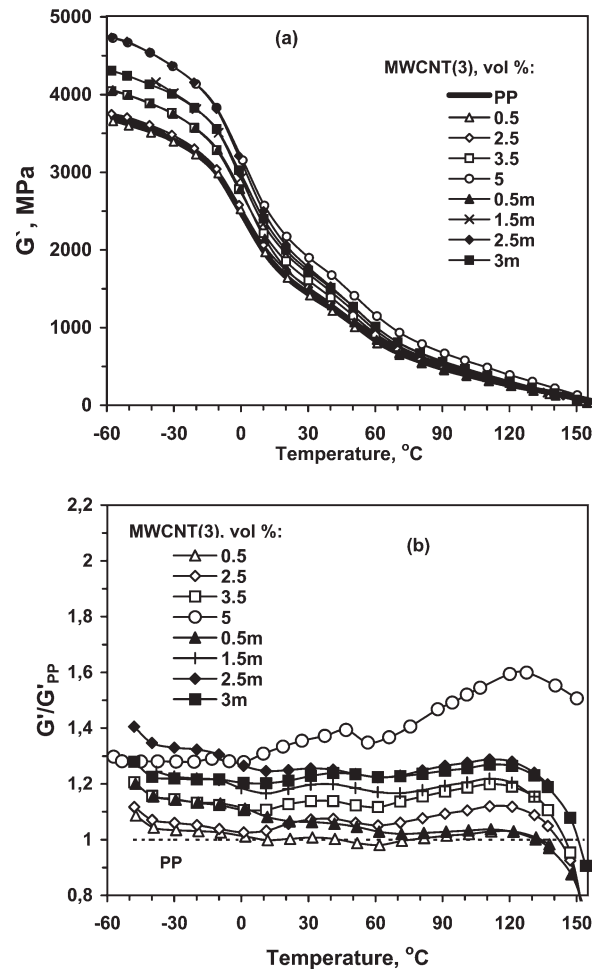 (a)
MWCNT(3), vol %:
PP
0.5
2.5
3.5
5
0.5m
1.5m
2.5m
3m
G`, MPa
5000
4000
3000
2000
1000
0
-60 -30 0 30 60 90 120 150
Temperature, °C
(b)
MWCNT(3), vol %:
0.5
2.5
3.5
5
0.5m
1.5m
2.5m
3m
G'/G'PP
2,2
2
1,8
1,6
1,4
1,2
1
0,8
PP
-60 -30 0 30 60 90 120 150
Temperature, °C